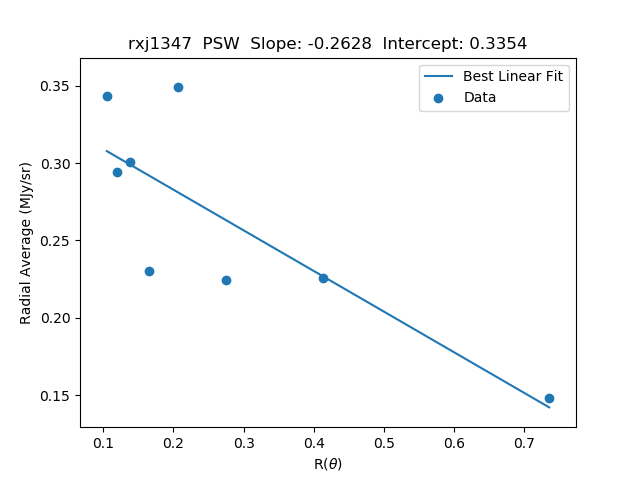 rxj1347  PSW  Slope: -0.2628  Intercept: 0.3354
Best Linear Fit
Data
0.35
0.30
0.25
0.20
0.15
Radial Average (MJy/sr)
0.1 0.2 0.3 0.4 0.5 0.6 0.7
R(θ)